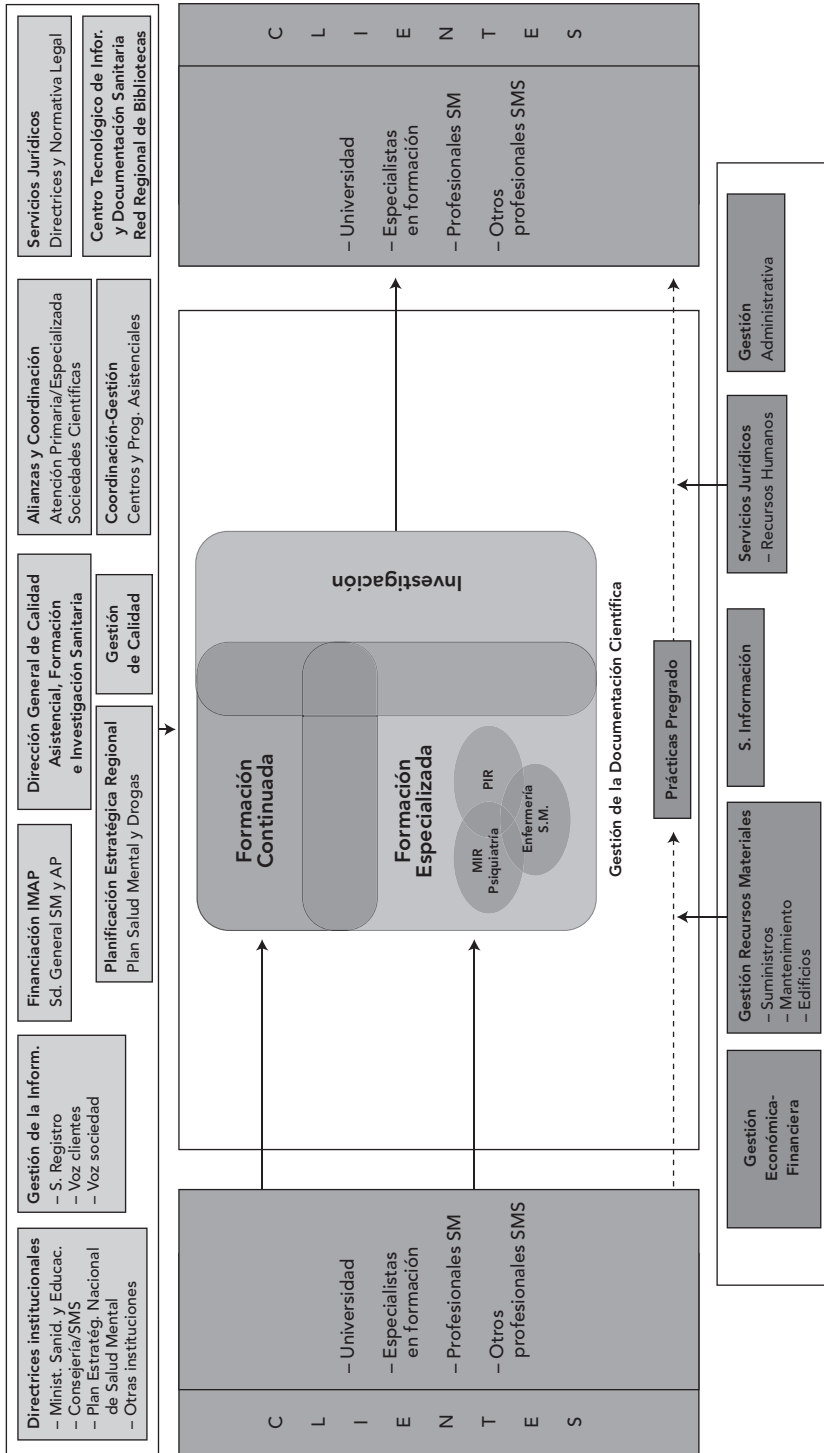 Directrices institucionales
– Minist. Sanid. y Educac.
– Consejería/SMS
– Plan Estratég. Nacional
de Salud Mental
– Otras instituciones
Gestión de la Inform.
– S. Registro
– Voz clientes
– Voz sociedad
Financiación IMAP
Sd. General SM y AP
Planificación Estratégica Regional
Plan Salud Mental y Drogas
Dirección General de Calidad
Asistencial, Formación
e Investigación Sanitaria
Gestión
de Calidad
Alianzas y Coordinación
Atención Primaria/Especializada
Sociedades Científicas
Coordinación-Gestión
Centros y Prog. Asistenciales
Servicios Jurídicos
Directrices y Normativa Legal
Centro Tecnológico de Infor.
y Documentación Sanitaria
Red Regional de Bibliotecas
C L I E N T E S
– Universidad
– Especialistas
en formación
– Profesionales SM
– Otros
profesionales SMS
Formación
Continuada
Formación
Especializada
MIR
Psiquiatría
PIR
Enfermería
S.M.
Investigación
Gestión de la Documentación Científica
Prácticas Pregrado
– Universidad
– Especialistas
en formación
– Profesionales SM
– Otros
profesionales SMS
C L I E N T E S
Gestión
Económica-
Financiera
Gestión Recursos Materiales
– Suministros
– Mantenimiento
– Edificios
S. Información
Servicios Jurídicos
– Recursos Humanos
Gestión
Administrativa